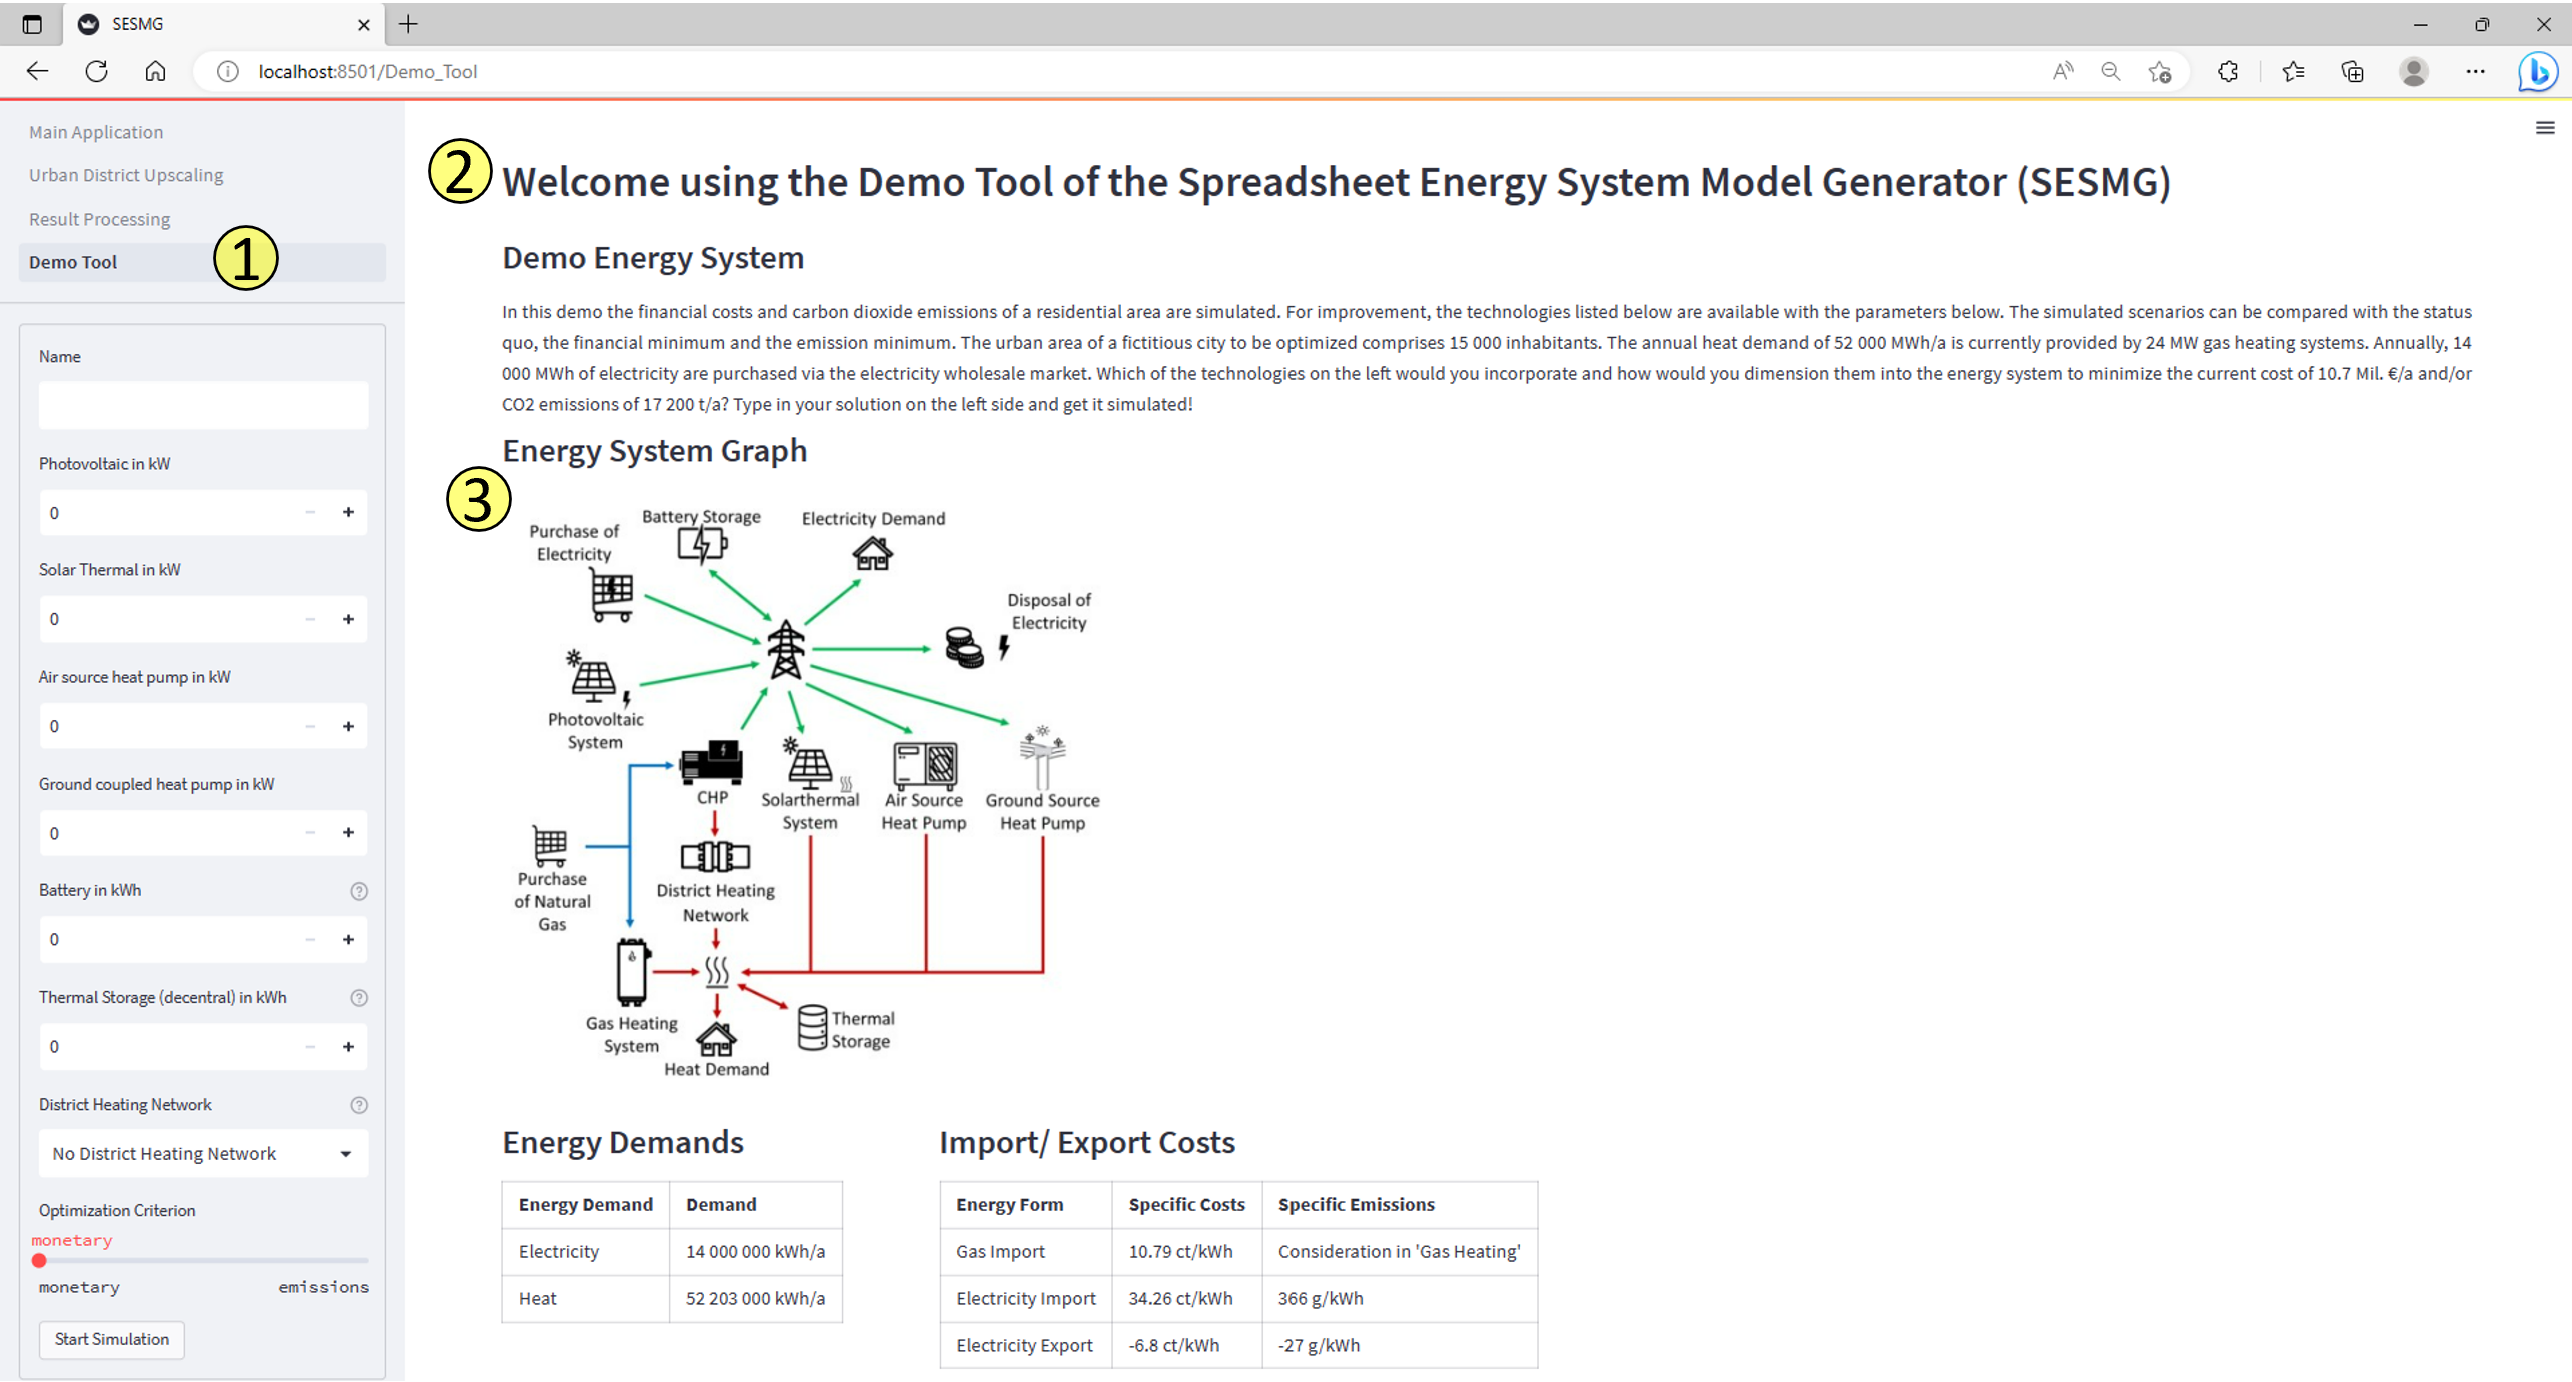 SESMG
localhost:8501/Demo_Tool
Main Application
Urban District Upscaling
Result Processing
Demo Tool
1
Name
Photovoltaic in kW
0
Solar Thermal in kW
0
Air source heat pump in kW
0
Ground coupled heat pump in kW
0
Battery in kWh
0
Thermal Storage (decentral) in kWh
0
District Heating Network
No District Heating Network
Optimization Criterion
monetary
monetary emissions
Start Simulation
2
Welcome using the Demo Tool of the Spreadsheet Energy System Model Generator (SESMG)
Demo Energy System
In this demo the financial costs and carbon dioxide emissions of a residential area are simulated. For improvement, the technologies listed below are available with the parameters below. The simulated scenarios can be compared with the status
quo, the financial minimum and the emission minimum. The urban area of a fictitious city to be optimized comprises 15 000 inhabitants. The annual heat demand of 52 000 MWh/a is currently provided by 24 MW gas heating systems. Annually, 14
000 MWh of electricity are purchased via the electricity wholesale market. Which of the technologies on the left would you incorporate and how would you dimension them into the energy system to minimize the current cost of 10.7 Mil. €/a and/or
CO2 emissions of 17 200 t/a? Type in your solution on the left side and get it simulated!
Energy System Graph
3
Purchase of
Electricity
Battery Storage
Electricity Demand
Disposal of
Electricity
Photovoltaic
System
CHP
Solarthermal
System
Air Source
Heat Pump
Ground Source
Heat Pump
Purchase
of Natural
Gas
District Heating
Network
Gas Heating
System
Heat Demand
Thermal
Storage
Energy Demands
Energy Demand Demand
Electricity 14 000 000 kWh/a
Heat 52 203 000 kWh/a
Import/ Export Costs
Energy Form Specific Costs Specific Emissions
Gas Import 10.79 ct/kWh Consideration in 'Gas Heating'
Electricity Import 34.26 ct/kWh 366 g/kWh
Electricity Export -6.8 ct/kWh -27 g/kWh